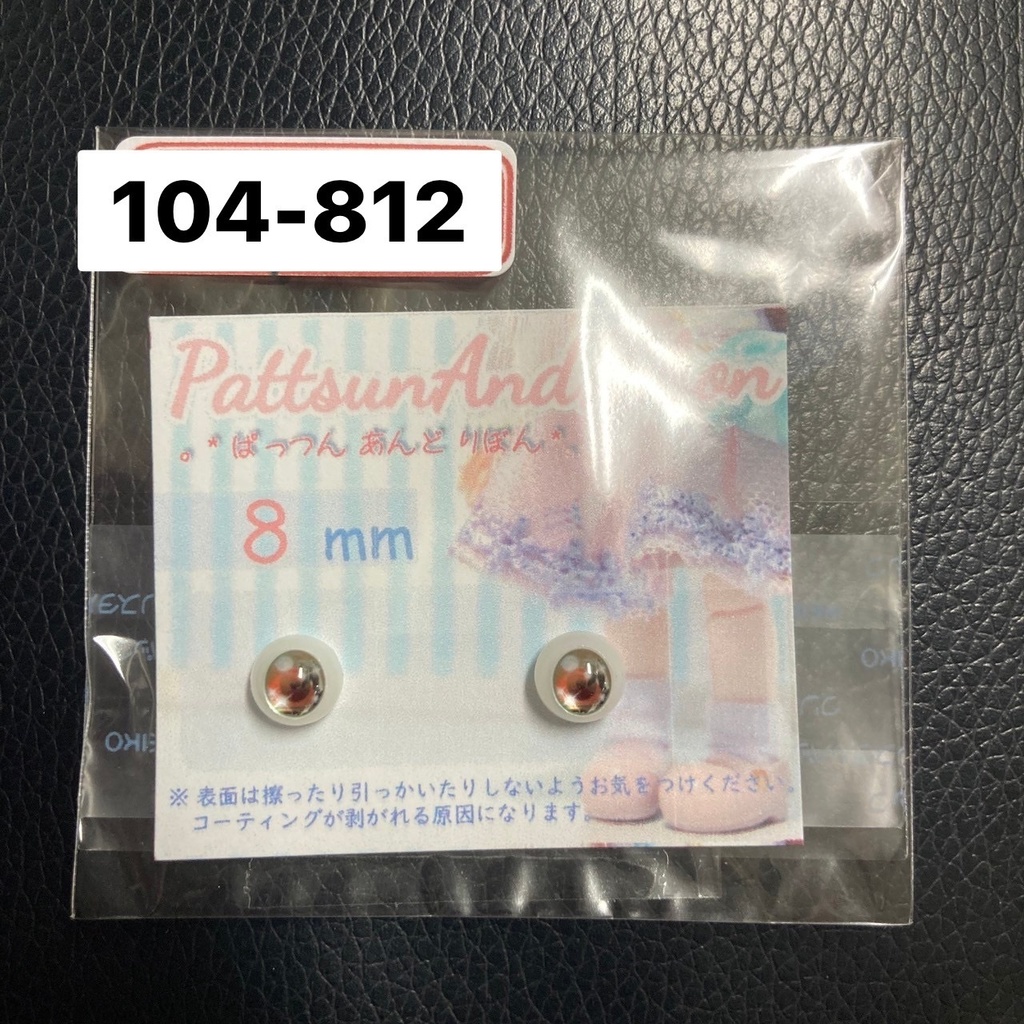 104-812
PattsunAnd
。*ぱっつん あんど りぼん*
8 mm
※ 表面は擦ったり引っかいたりしないようお気をつけください。
コーティングが剥がれる原因になります。